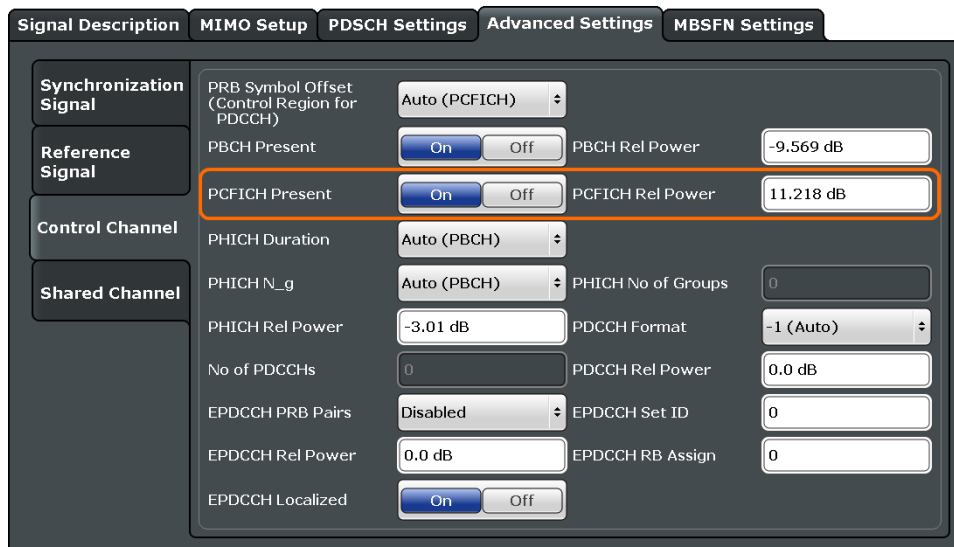 Signal Description MIMO Setup PDSCH Settings Advanced Settings MBSFN Settings
Synchronization Signal
Reference Signal
Control Channel
Shared Channel
PRB Symbol Offset
(Control Region for
PDCCH)
Auto (PCFICH)
PBCH Present On Off PBCH Rel Power -9.569 dB
PCFICH Present On Off PCFICH Rel Power 11.218 dB
PHICH Duration Auto (PBCH)
PHICH N_g Auto (PBCH) PHICH No of Groups 0
PHICH Rel Power -3.01 dB PDCCH Format -1 (Auto)
No of PDCCHs 0 PDCCH Rel Power 0.0 dB
EPDCCH PRB Pairs Disabled EPDCCH Set ID 0
EPDCCH Rel Power 0.0 dB EPDCCH RB Assign 0
EPDCCH Localized On Off